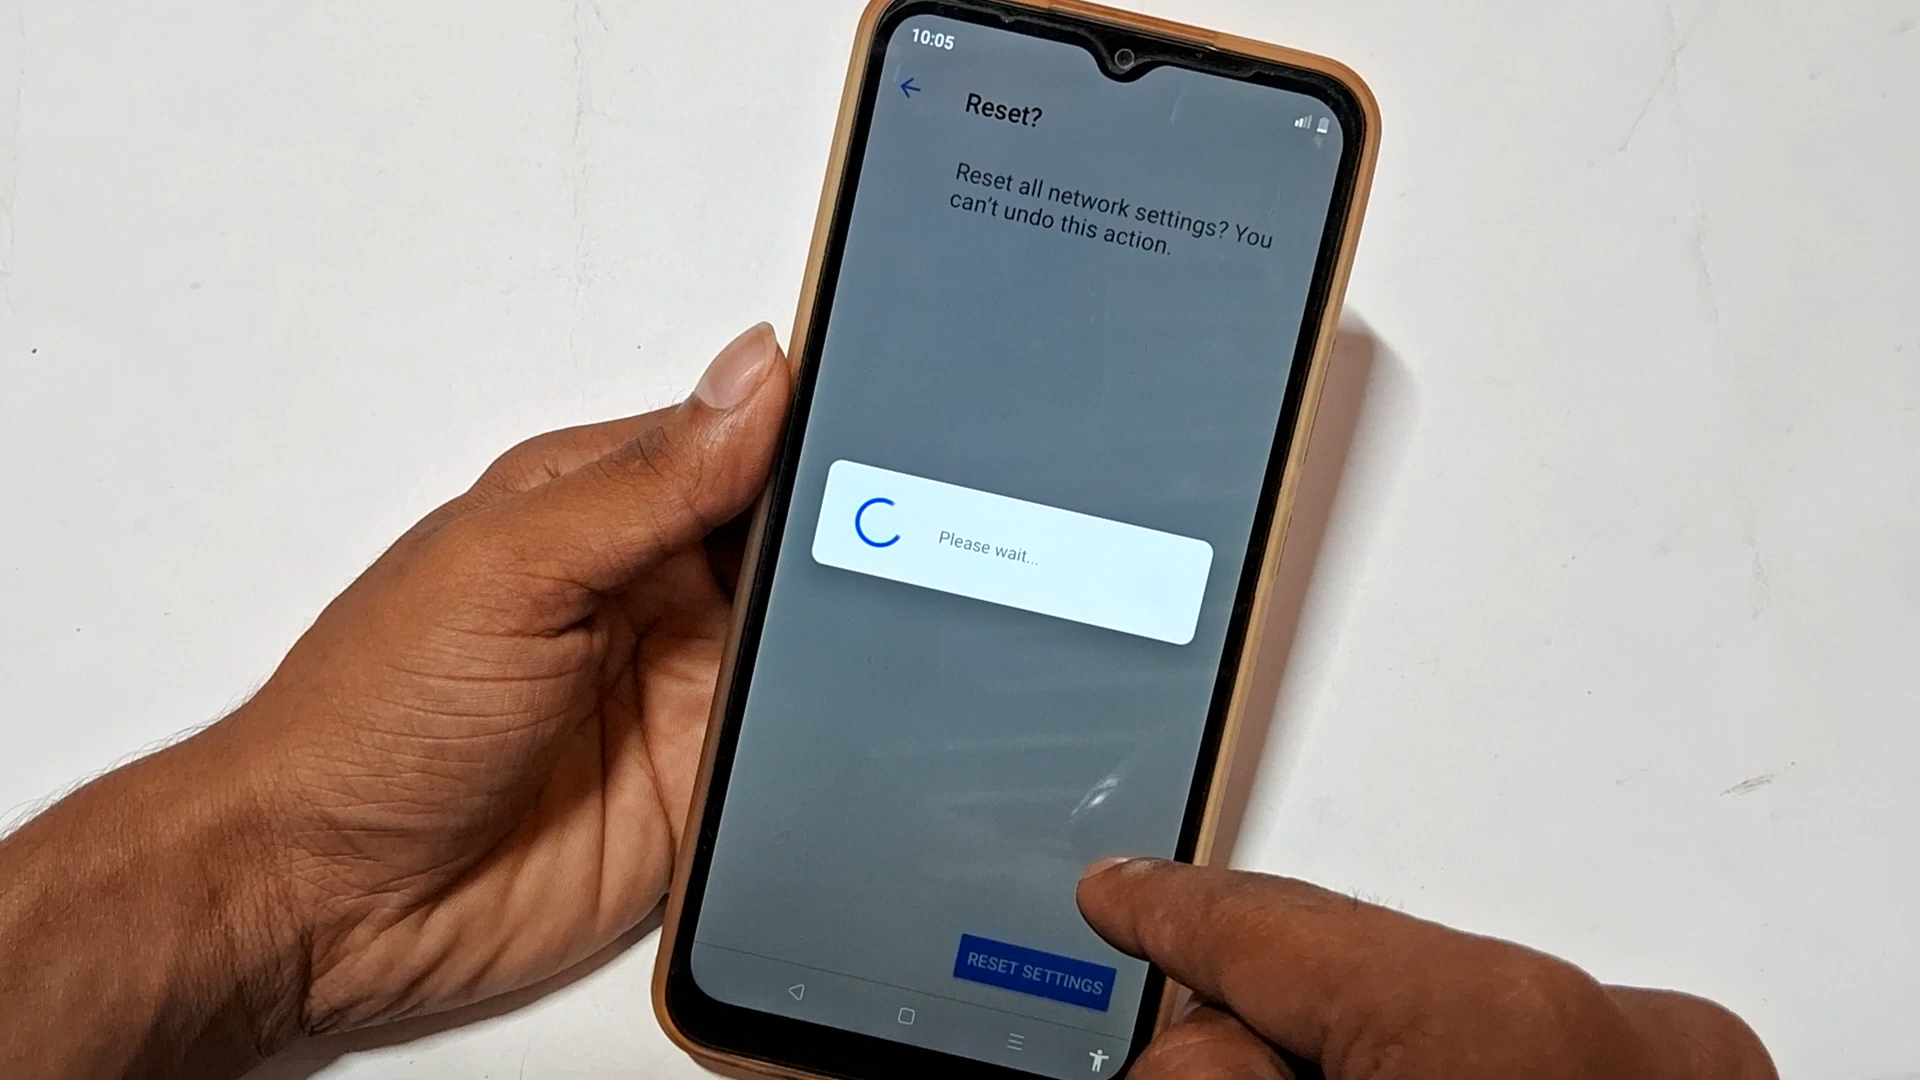 10:05
Reset?
Reset all network settings? You
can't undo this action.
Please wait...
RESET SETTINGS